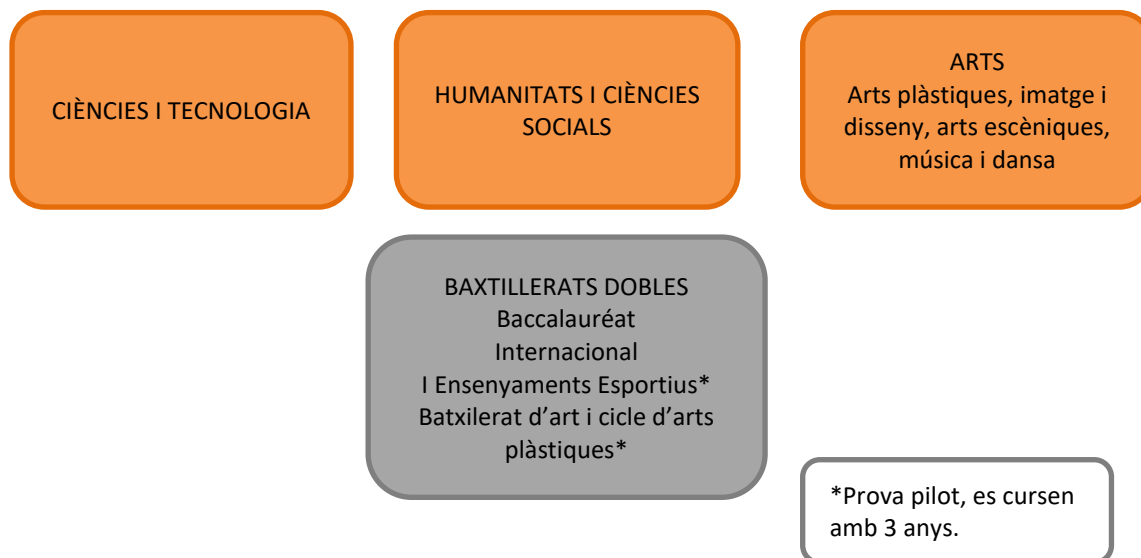 CIÈNCIES I TECNOLOGIA
HUMANITATS I CIÈNCIES
SOCIALS
ARTS
Arts plàstiques, imatge i
disseny, arts escèniques,
música i dansa
BAXTILLERATS DOBLES
Baccalauréat
Internacional
I Ensenyaments Esportius*
Batxilerat d’art i cicle d’arts
plàstiques*
*Prova pilot, es cursen
amb 3 anys.